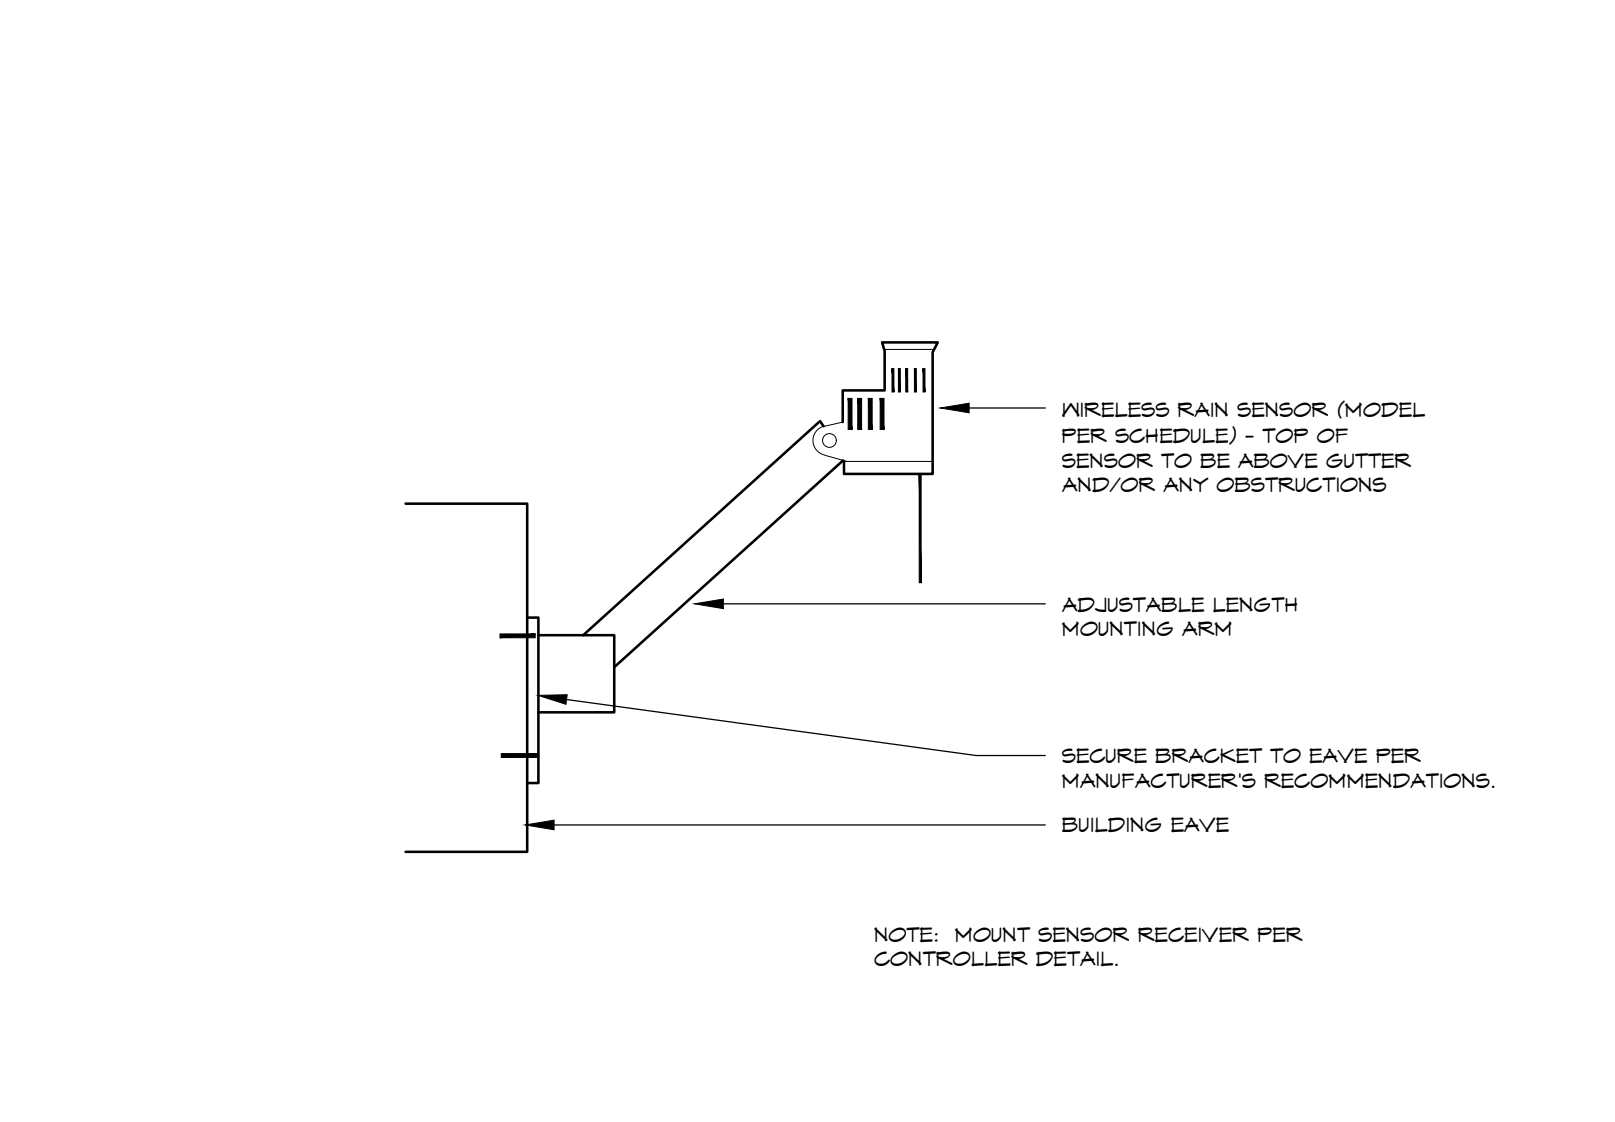 WIRELESS RAIN SENSOR (MODEL
PER SCHEDULE) - TOP OF
SENSOR TO BE ABOVE GUTTER
AND/OR ANY OBSTRUCTIONS
ADJUSTABLE LENGTH
MOUNTING ARM
SECURE BRACKET TO EAVE PER
MANUFACTURER'S RECOMMENDATIONS.
BUILDING EAVE
NOTE:  MOUNT SENSOR RECEIVER PER
CONTROLLER DETAIL.